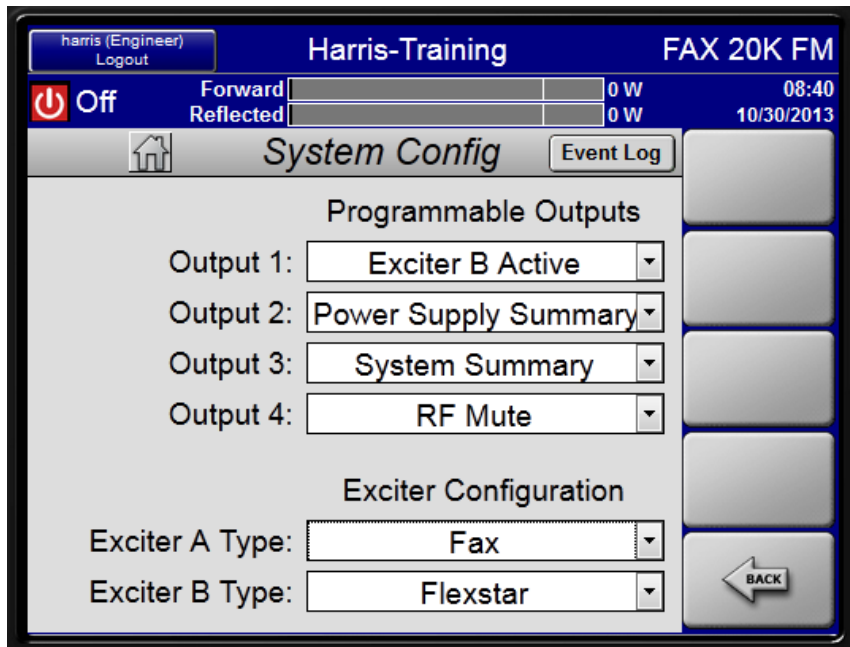 harris (Engineer)
Logout
Harris-Training
FAX 20K FM
Off
Forward 0 W
Reflected 0 W
08:40
10/30/2013
System Config
Event Log
Programmable Outputs
Output 1: Exciter B Active
Output 2: Power Supply Summary
Output 3: System Summary
Output 4: RF Mute
Exciter Configuration
Exciter A Type: Fax
Exciter B Type: Flexstar
BACK